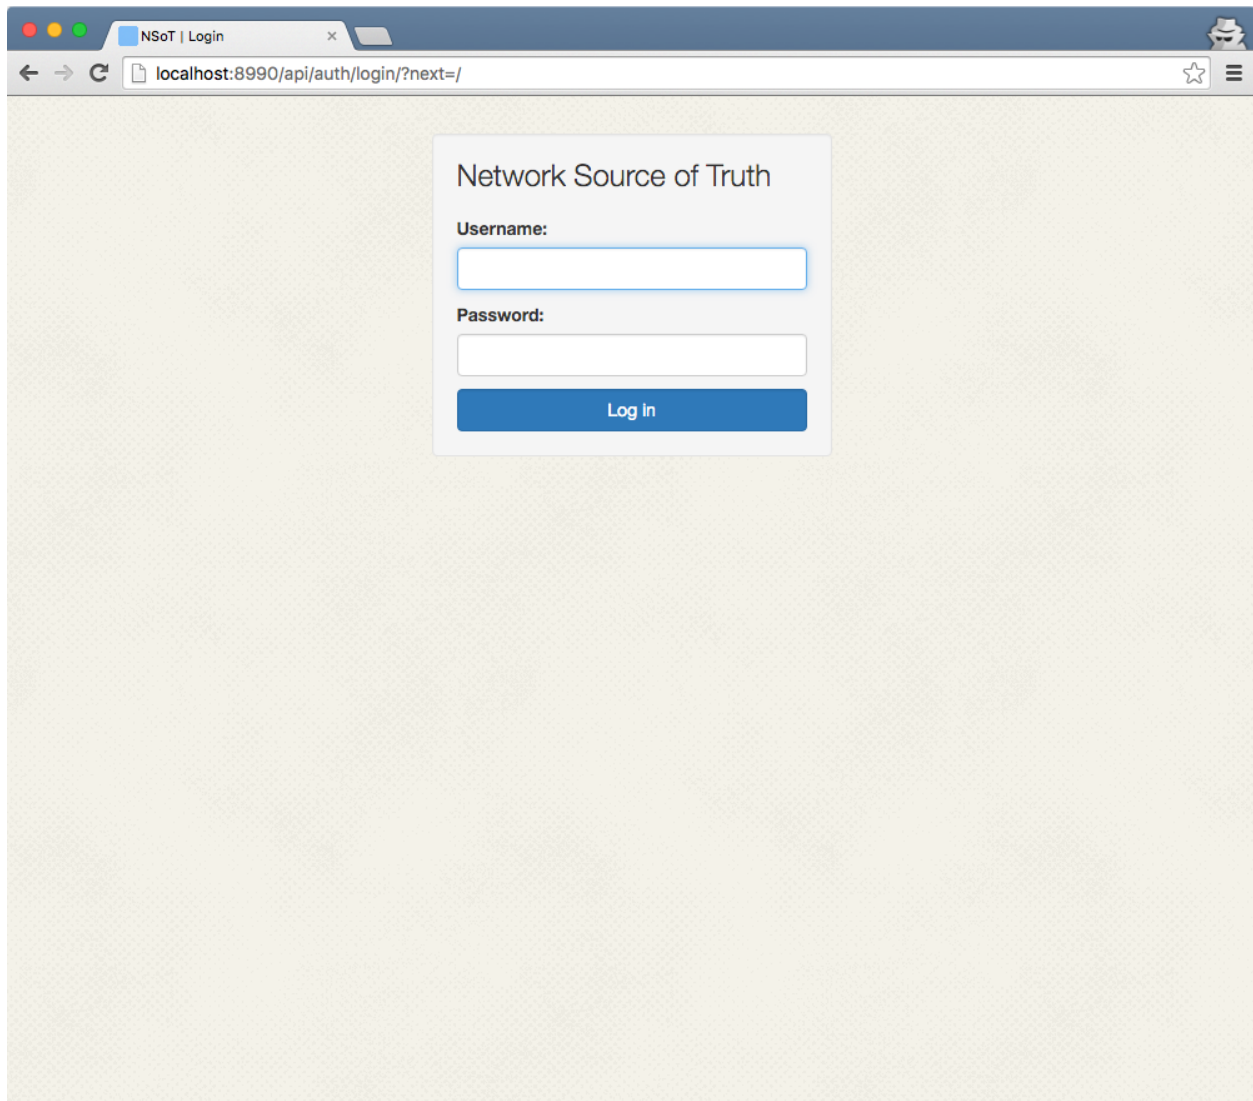 NSoT | Login
localhost:8990/api/auth/login/?next=/
Network Source of Truth
Username:
Password:
Log in